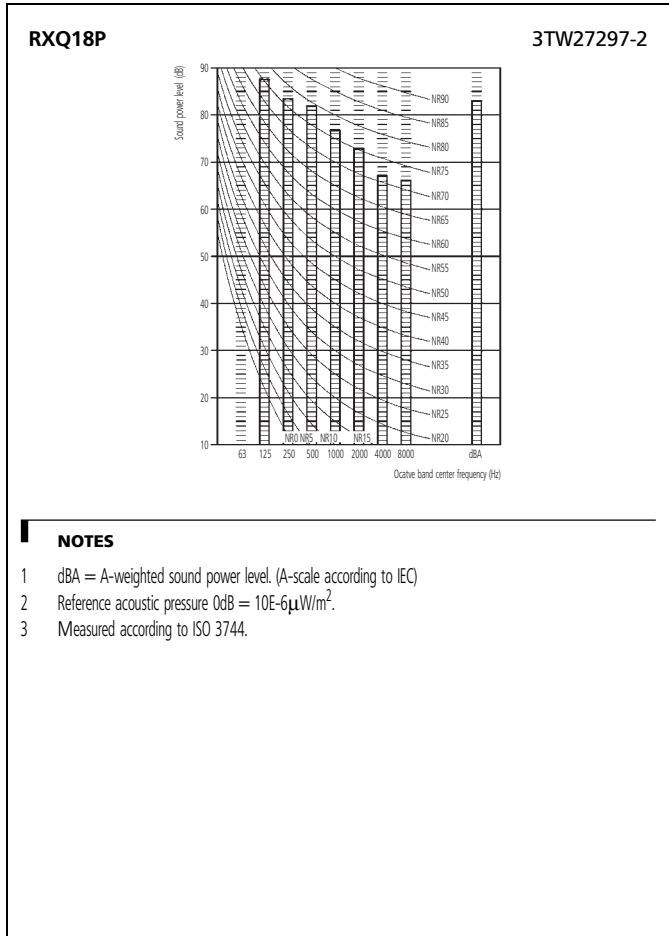 RXQ18P 3TW27297-2
Sound power level (dB)
90
80
70
60
50
40
30
20
10
NR90
NR85
NR80
NR75
NR70
NR65
NR60
NR55
NR50
NR45
NR40
NR35
NR30
NR25
NR20
NR0 NR5 NR10 NR15
63 125 250 500 1000 2000 4000 8000 dBA
Ocatve band center frequency (Hz)
NOTES
1 dBA = A-weighted sound power level. (A-scale according to IEC)
2 Reference acoustic pressure 0dB = 10E-6µW/m².
3 Measured according to ISO 3744.